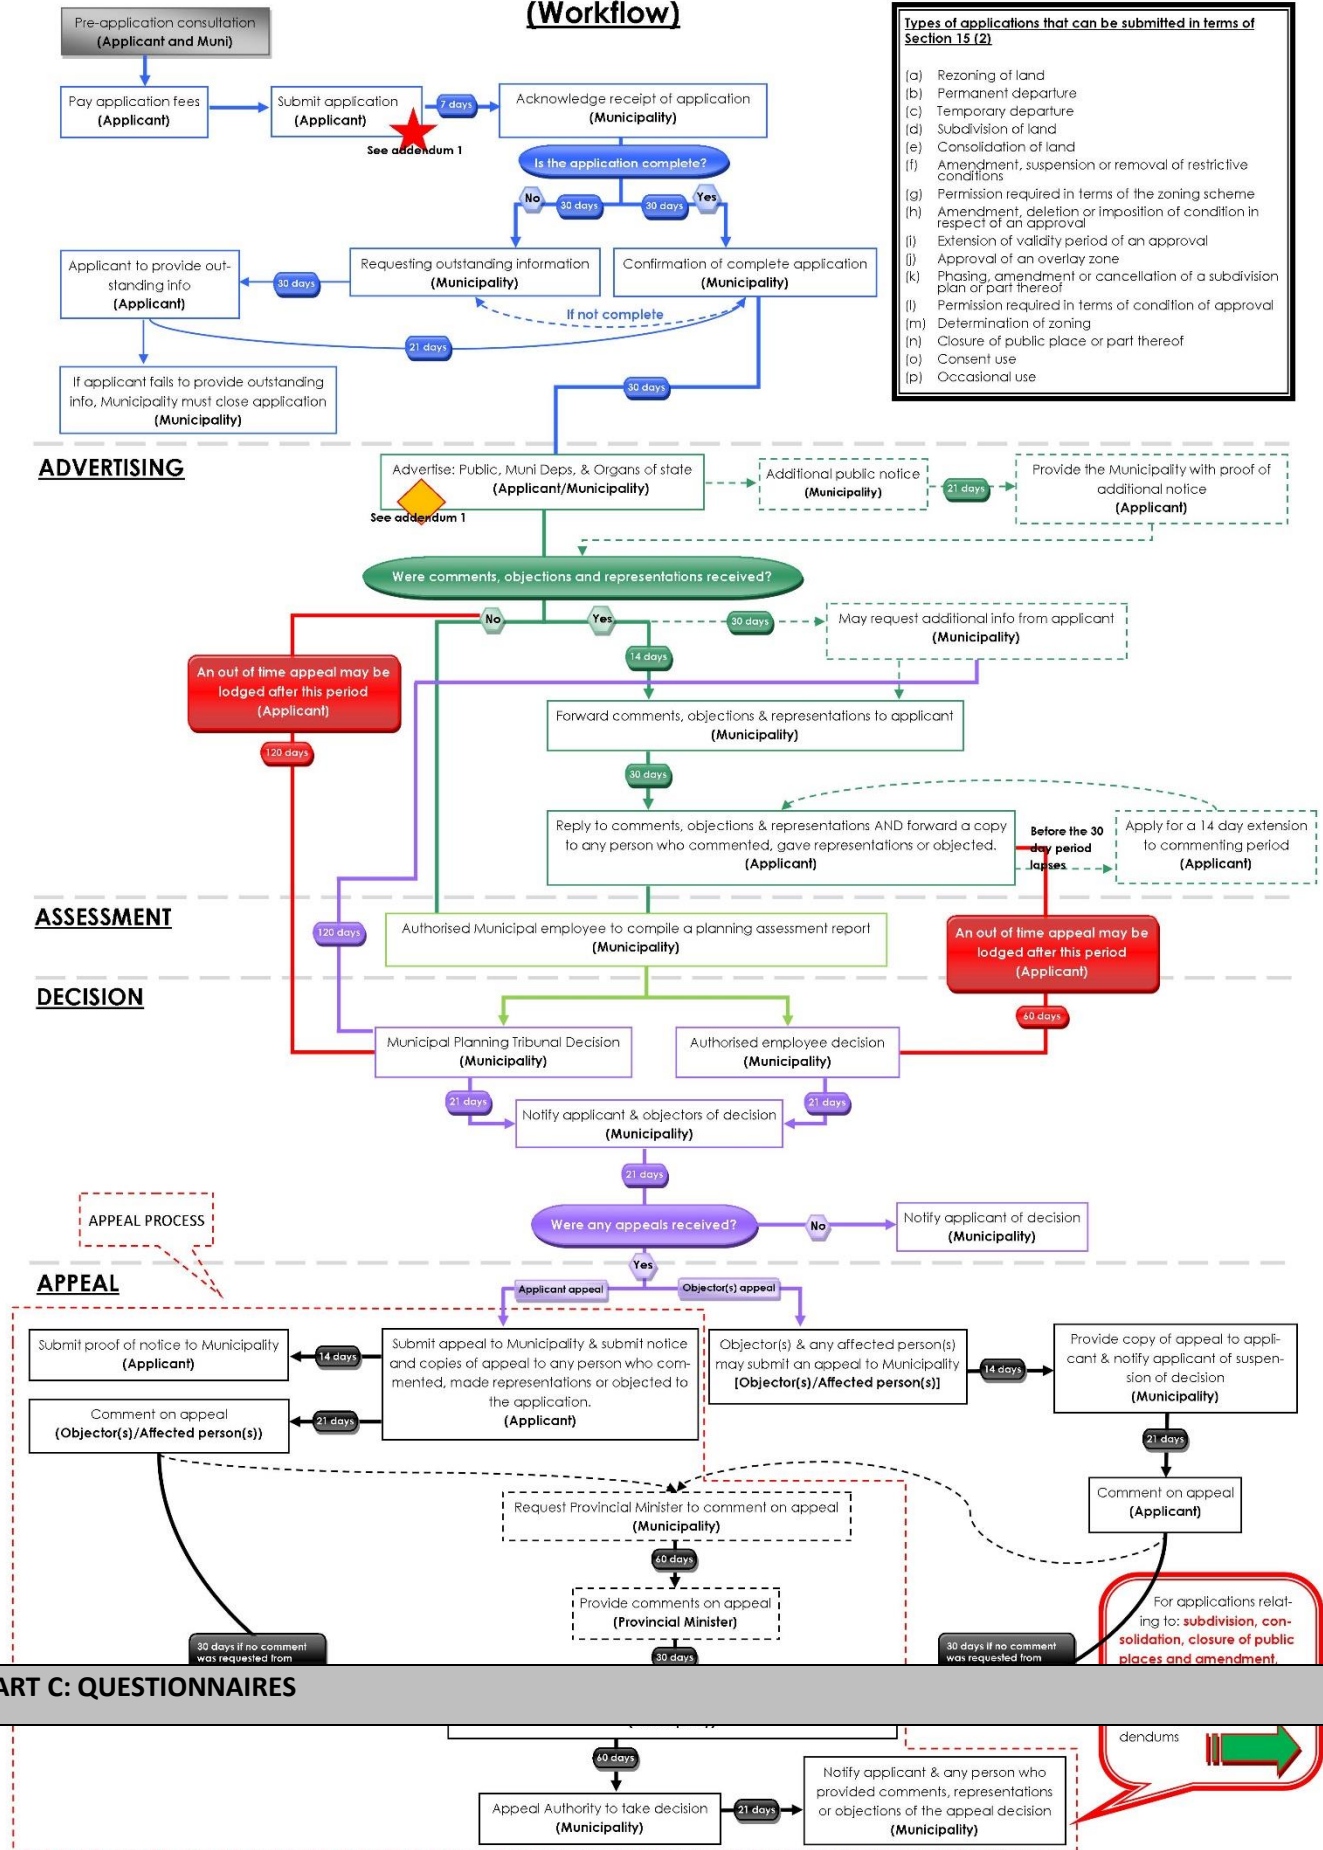 (Workflow)
Pre-application consultation
(Applicant and Muni)
Pay application fees
(Applicant)
Submit application
(Applicant)
See addendum 1
7 days
Acknowledge receipt of application
(Municipality)
Is the application complete?
No
30 days
30 days
Yes
Applicant to provide out-
standing info
(Applicant)
30 days
Requesting outstanding information
(Municipality)
Confirmation of complete application
(Municipality)
If not complete
21 days
If applicant fails to provide outstanding
info, Municipality must close application
(Municipality)
30 days
Types of applications that can be submitted in terms of
Section 15 (2)
(a) Rezoning of land
(b) Permanent departure
(c) Temporary departure
(d) Subdivision of land
(e) Consolidation of land
(f) Amendment, suspension or removal of restrictive
conditions
(g) Permission required in terms of the zoning scheme
(h) Amendment, deletion or imposition of condition in
respect of an approval
(i) Extension of validity period of an approval
(j) Approval of an overlay zone
(k) Phasing, amendment or cancellation of a subdivision
plan or part thereof
(l) Permission required in terms of condition of approval
(m) Determination of zoning
(n) Closure of public place or part thereof
(o) Consent use
(p) Occasional use
ADVERTISING
Advertise: Public, Muni Deps, & Organs of state
(Applicant/Municipality)
See addendum 1
Additional public notice
(Municipality)
21 days
Provide the Municipality with proof of
additional notice
(Applicant)
Were comments, objections and representations received?
No
Yes
30 days
May request additional info from applicant
(Municipality)
14 days
An out of time appeal may be
lodged after this period
(Applicant)
120 days
Forward comments, objections & representations to applicant
(Municipality)
30 days
Reply to comments, objections & representations AND forward a copy
to any person who commented, gave representations or objected.
(Applicant)
Before the 30
day period
lapses
Apply for a 14 day extension
to commenting period
(Applicant)
ASSESSMENT
120 days
Authorised Municipal employee to compile a planning assessment report
(Municipality)
An out of time appeal may be
lodged after this period
(Applicant)
60 days
DECISION
Municipal Planning Tribunal Decision
(Municipality)
Authorised employee decision
(Municipality)
21 days
21 days
Notify applicant & objectors of decision
(Municipality)
21 days
Were any appeals received?
No
Notify applicant of decision
(Municipality)
Yes
APPEAL PROCESS
APPEAL
Applicant appeal
Objector(s) appeal
Submit proof of notice to Municipality
(Applicant)
14 days
Submit appeal to Municipality & submit notice
and copies of appeal to any person who com-
mented, made representations or objected to
the application.
(Applicant)
Comment on appeal
(Objector(s)/Affected person(s))
21 days
Objector(s) & any affected person(s)
may submit an appeal to Municipality
[Objector(s)/Affected person(s)]
14 days
Provide copy of appeal to appli-
cant & notify applicant of suspen-
sion of decision
(Municipality)
21 days
Comment on appeal
(Applicant)
Request Provincial Minister to comment on appeal
(Municipality)
60 days
Provide comments on appeal
(Provincial Minister)
30 days
30 days if no comment
was requested from
30 days if no comment
was requested from
For applications relat-
ing to: subdivision, con-
solidation, closure of public
places and amendment,
ART C: QUESTIONNAIRES
dendums
60 days
Appeal Authority to take decision
(Municipality)
21 days
Notify applicant & any person who
provided comments, representations
or objections of the appeal decision
(Municipality)